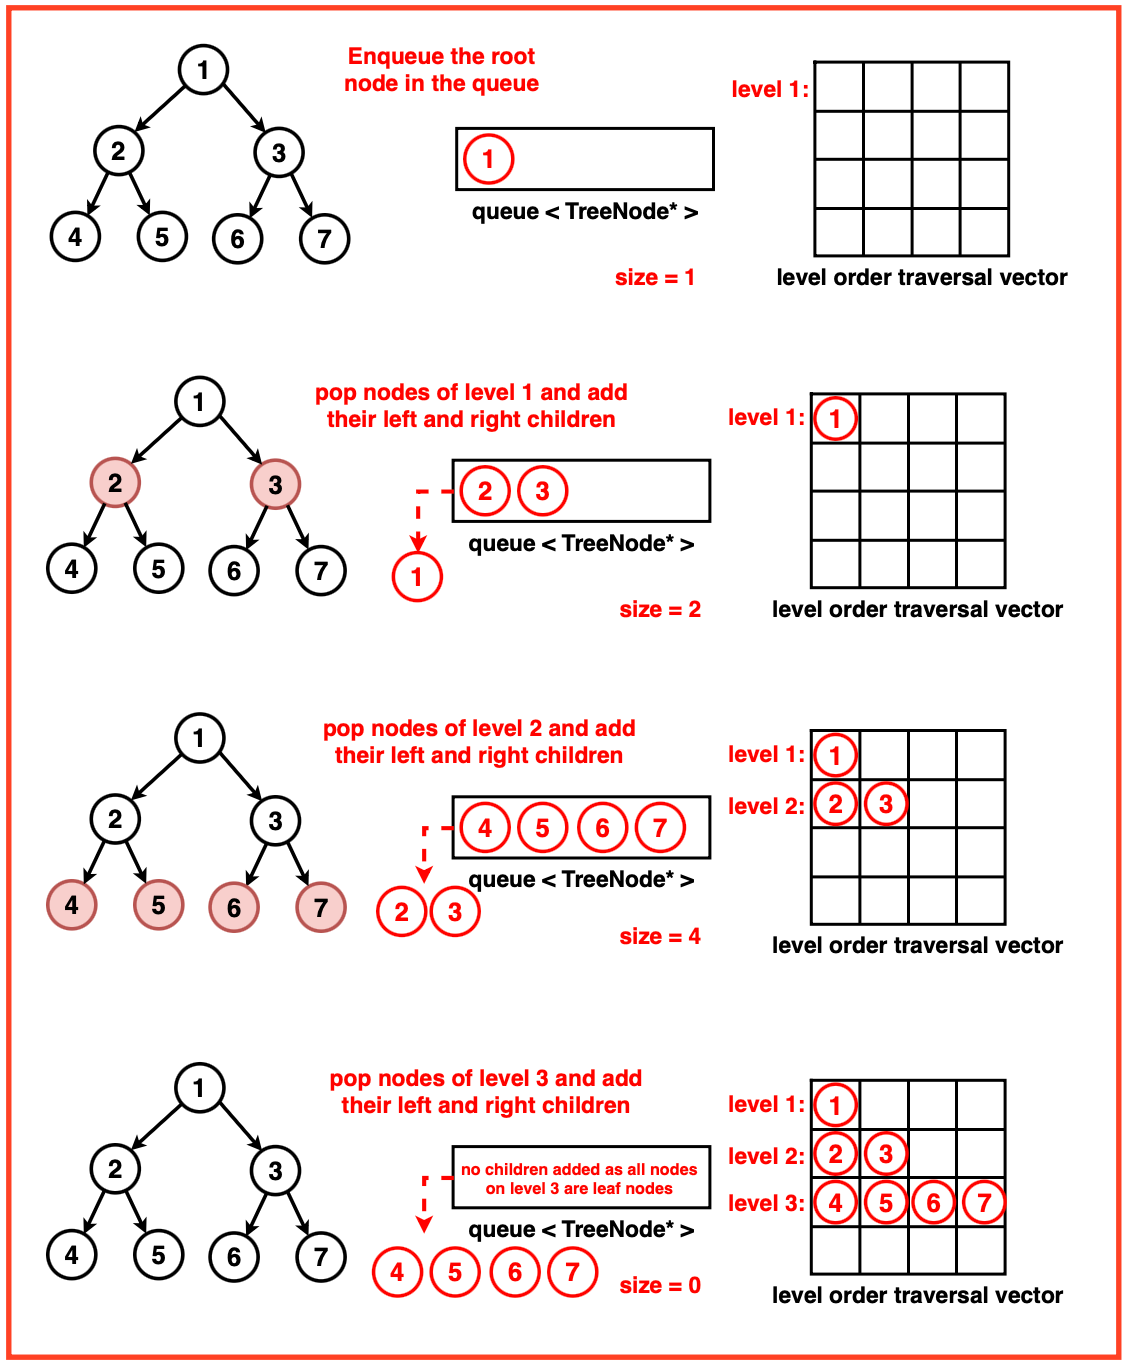 1
2
3
4
5
6
7
Enqueue the root
node in the queue
1
queue < TreeNode* >
size = 1
level 1:
level order traversal vector
1
2
3
4
5
6
7
pop nodes of level 1 and add
their left and right children
2 3
queue < TreeNode* >
1
size = 2
level 1: 1
level order traversal vector
1
2
3
4
5
6
7
pop nodes of level 2 and add
their left and right children
4 5 6 7
queue < TreeNode* >
2 3
size = 4
level 1: 1
level 2: 2 3
level order traversal vector
1
2
3
4
5
6
7
pop nodes of level 3 and add
their left and right children
no children added as all nodes
on level 3 are leaf nodes
queue < TreeNode* >
4 5 6 7
size = 0
level 1: 1
level 2: 2 3
level 3: 4 5 6 7
level order traversal vector